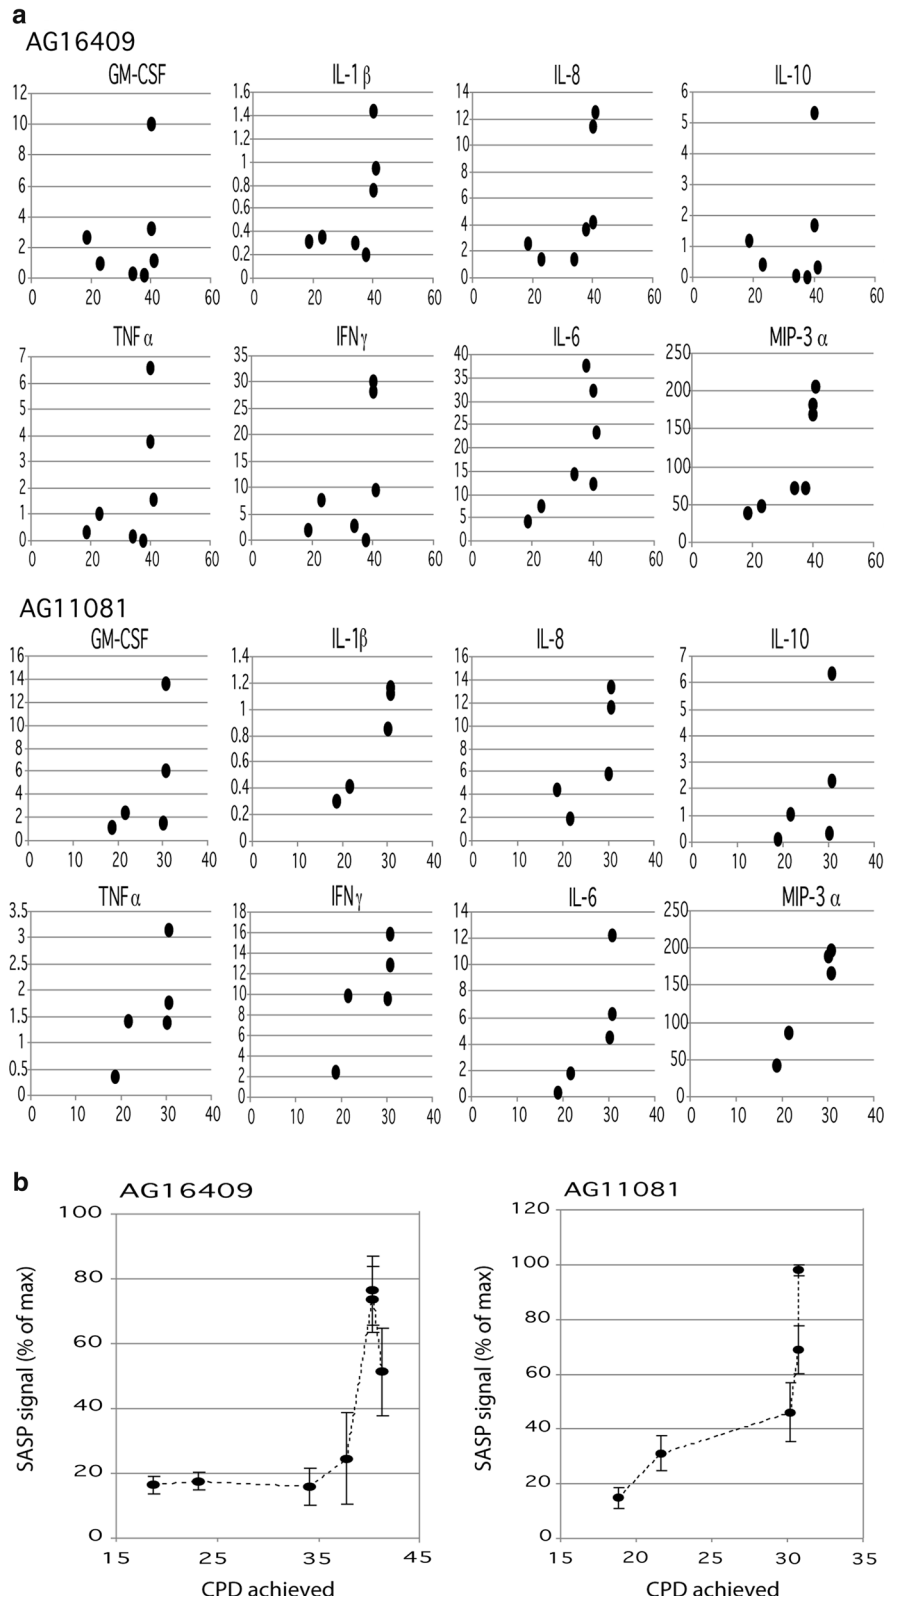 a
AG16409
GM-CSF IL-1 β IL-8 IL-10
12 10 8 6 4 2 0
0 20 40 60
1.6 1.4 1.2 1 0.8 0.6 0.4 0.2 0
0 20 40 60
14 12 10 8 6 4 2 0
0 20 40 60
6 5 4 3 2 1 0
0 20 40 60
TNF α IFN γ IL-6 MIP-3 α
7 6 5 4 3 2 1 0
0 20 40 60
35 30 25 20 15 10 5 0
0 20 40 60
40 35 30 25 20 15 10 5 0
0 20 40 60
250 200 150 100 50 0
0 20 40 60
AG11081
GM-CSF IL-1β IL-8 IL-10
16 14 12 10 8 6 4 2 0
0 10 20 30 40
1.4 1.2 1 0.8 0.6 0.4 0.2 0
0 10 20 30 40
16 14 12 10 8 6 4 2 0
0 10 20 30 40
7 6 5 4 3 2 1 0
0 10 20 30 40
TNF α IFN γ IL-6 MIP-3 α
3.5 3 2.5 2 1.5 1 0.5 0
0 10 20 30 40
18 16 14 12 10 8 6 4 2 0
0 10 20 30 40
14 12 10 8 6 4 2 0
0 10 20 30 40
250 200 150 100 50 0
0 10 20 30 40
b
AG16409
SASP signal (% of max)
100 80 60 40 20 0
15 25 35 45
CPD achieved
AG11081
SASP signal (% of max)
120 100 80 60 40 20 0
15 20 25 30 35
CPD achieved